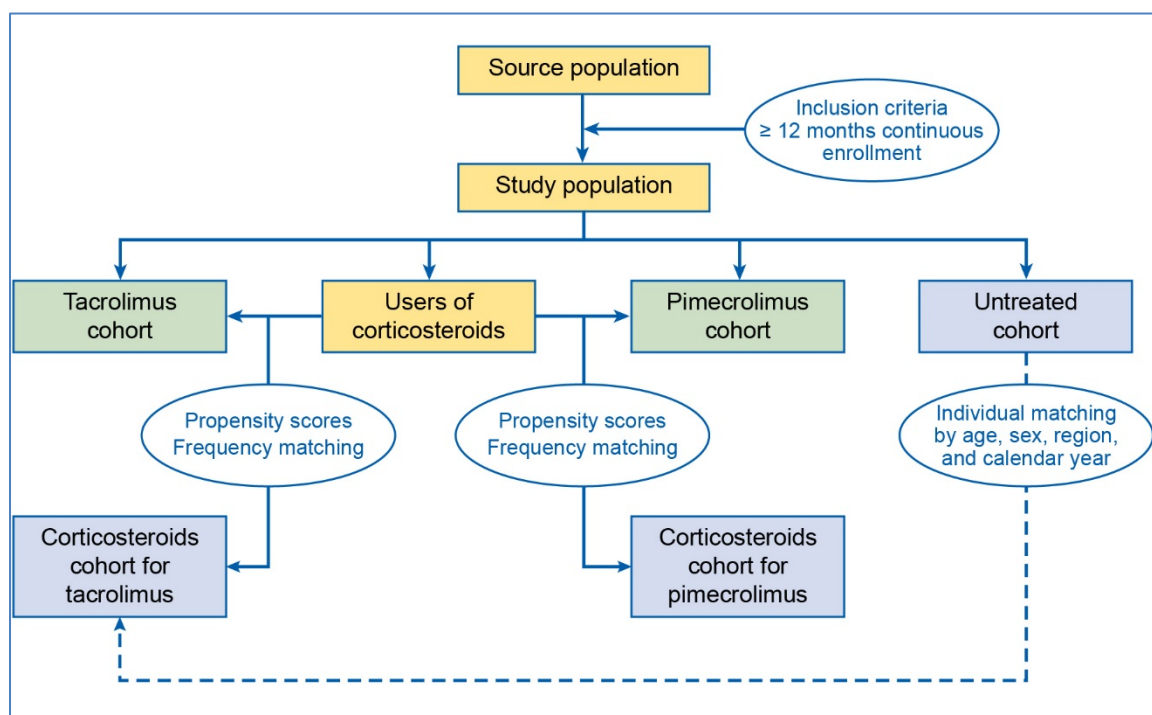 Source population
Inclusion criteria
≥ 12 months continuous
enrollment
Study population
Tacrolimus
cohort
Users of
corticosteroids
Pimecrolimus
cohort
Untreated
cohort
Propensity scores
Frequency matching
Propensity scores
Frequency matching
Individual matching
by age, sex, region,
and calendar year
Corticosteroids
cohort for
tacrolimus
Corticosteroids
cohort for
pimecrolimus